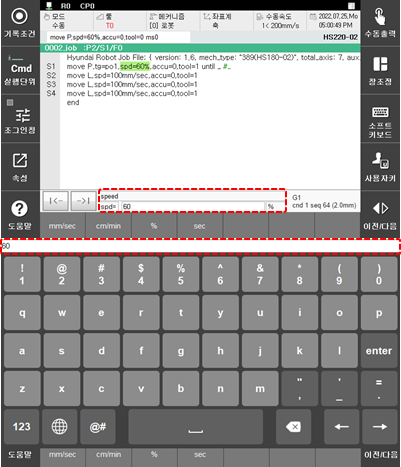 R0 CP0
모드 수동
툴 T0
메커니즘 [0] 로봇
좌표계 축
수동속도 1< 200mm/s
2022.07.25.Mo 05:00:49 PM
move P,spd=60%,accu=0,tool=0 ms0
HS220-02
0002.job :P2/S1/F0
Hyundai Robot Job File: { version: 1.6, mech_type: "389(HS180-02)", total_axis: 7, aux
S1 move P,tg=po1,spd=60%,accu=0,tool=1 until _ #_
S2 move L,spd=100mm/sec,accu=0,tool=1
S3 move L,spd=100mm/sec,accu=0,tool=1
S4 move L,spd=100mm/sec,accu=0,tool=1
end
기록조건
Cmd 실행단위
조그인칭
속성
도움말
수동출력
참조정
소프트 키보드
사용자키
이전/다음
|<- ->|
speed
spd= 60 %
G1
cnd 1 seq 64 (2.0mm)
mm/sec cm/min % sec
60
! @ # $ % ^ & * ( )
1 2 3 4 5 6 7 8 9 0
q w e r t y u i o p
a s d f g h j k l enter
z x c v b n m " ' =
, _ .
123 @#
도움말 mm/sec cm/min % sec 이전/다음